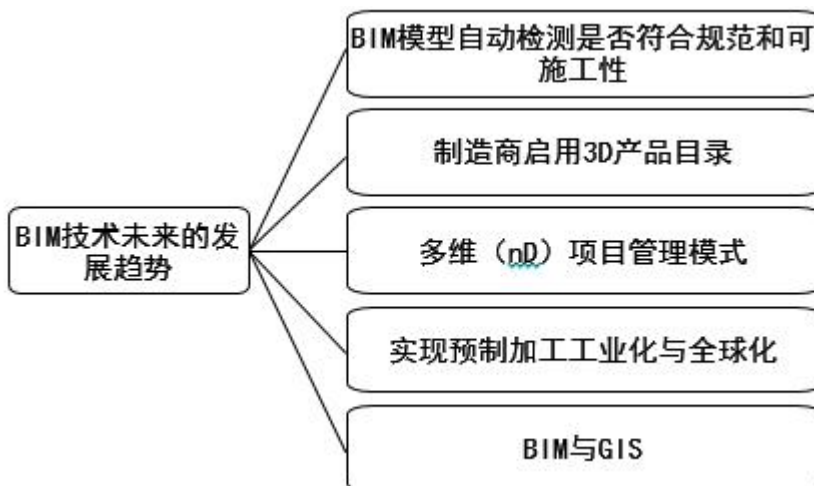 BIM模型自动检测是否符合规范和可
施工性
制造商启用3D产品目录
BIM技术未来的发
展趋势
多维（nD）项目管理模式
实现预制加工工业化与全球化
BIM与GIS